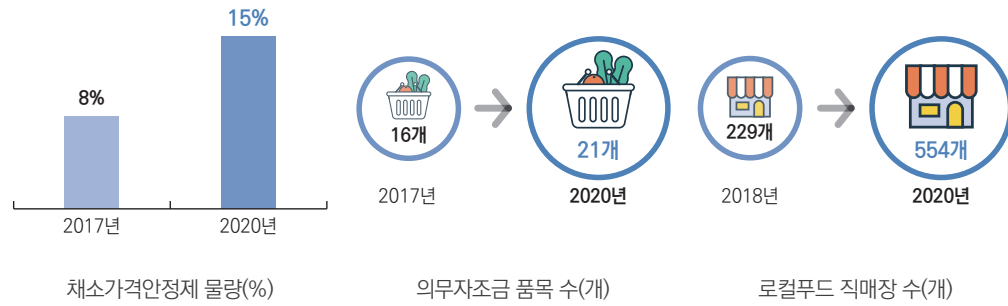 15%
8%
2017년
2020년
채소가격안정제 물량(%)
16개
21개
2017년
2020년
의무자조금 품목 수(개)
229개
554개
2018년
2020년
로컬푸드 직매장 수(개)